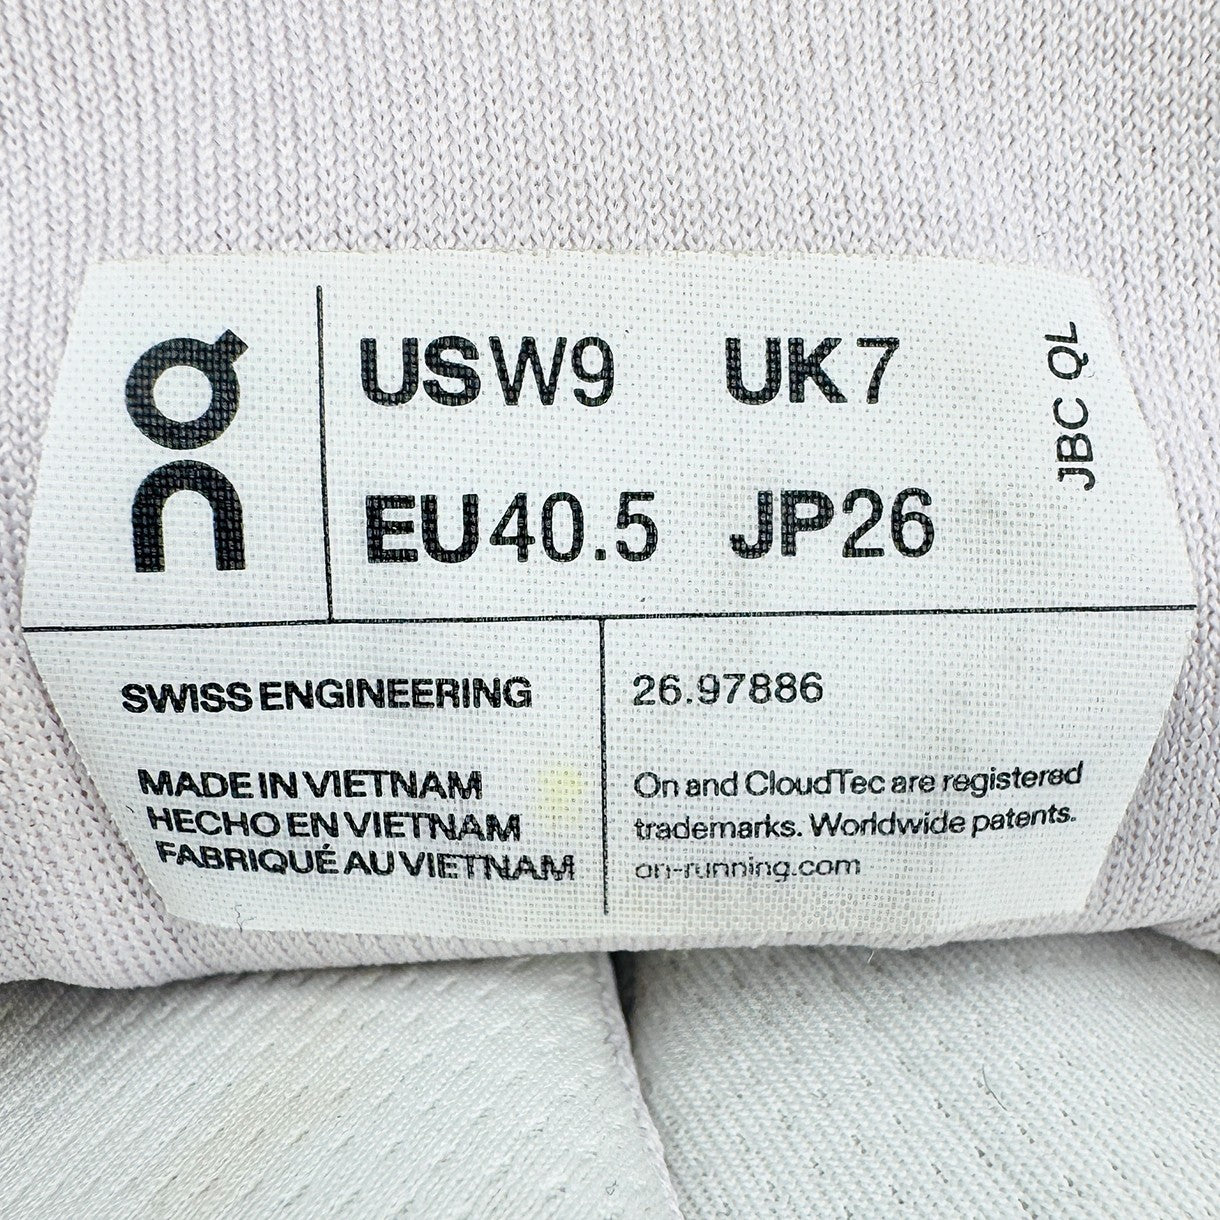 On
USW9 UK7
EU40.5 JP26
JBC QL
SWISS ENGINEERING
MADE IN VIETNAM
HECHO EN VIETNAM
FABRIQUÉ AU VIETNAM
26.97886
On and CloudTec are registered
trademarks. Worldwide patents.
on-running.com